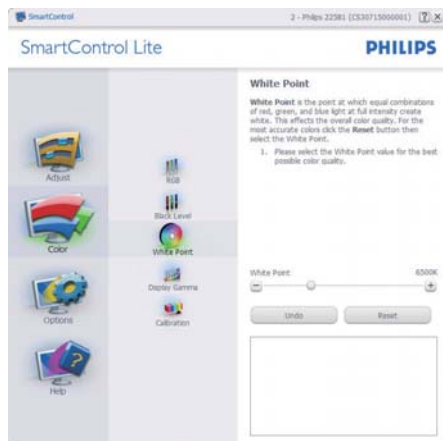 SmartControl
2 - Philips 225B1 (CS30715000001)
SmartControl Lite
PHILIPS
Adjust
Color
Options
Help
RGB
Black Level
White Point
Display Gamma
Calibration
White Point
White Point is the point at which equal combinations
of red, green, and blue light at full intensity create
white. This effects the overall color quality. For the
most accurate colors click the Reset button then
select the White Point.
1. Please select the White Point value for the best
possible color quality.
White Point
6500K
Undo
Reset